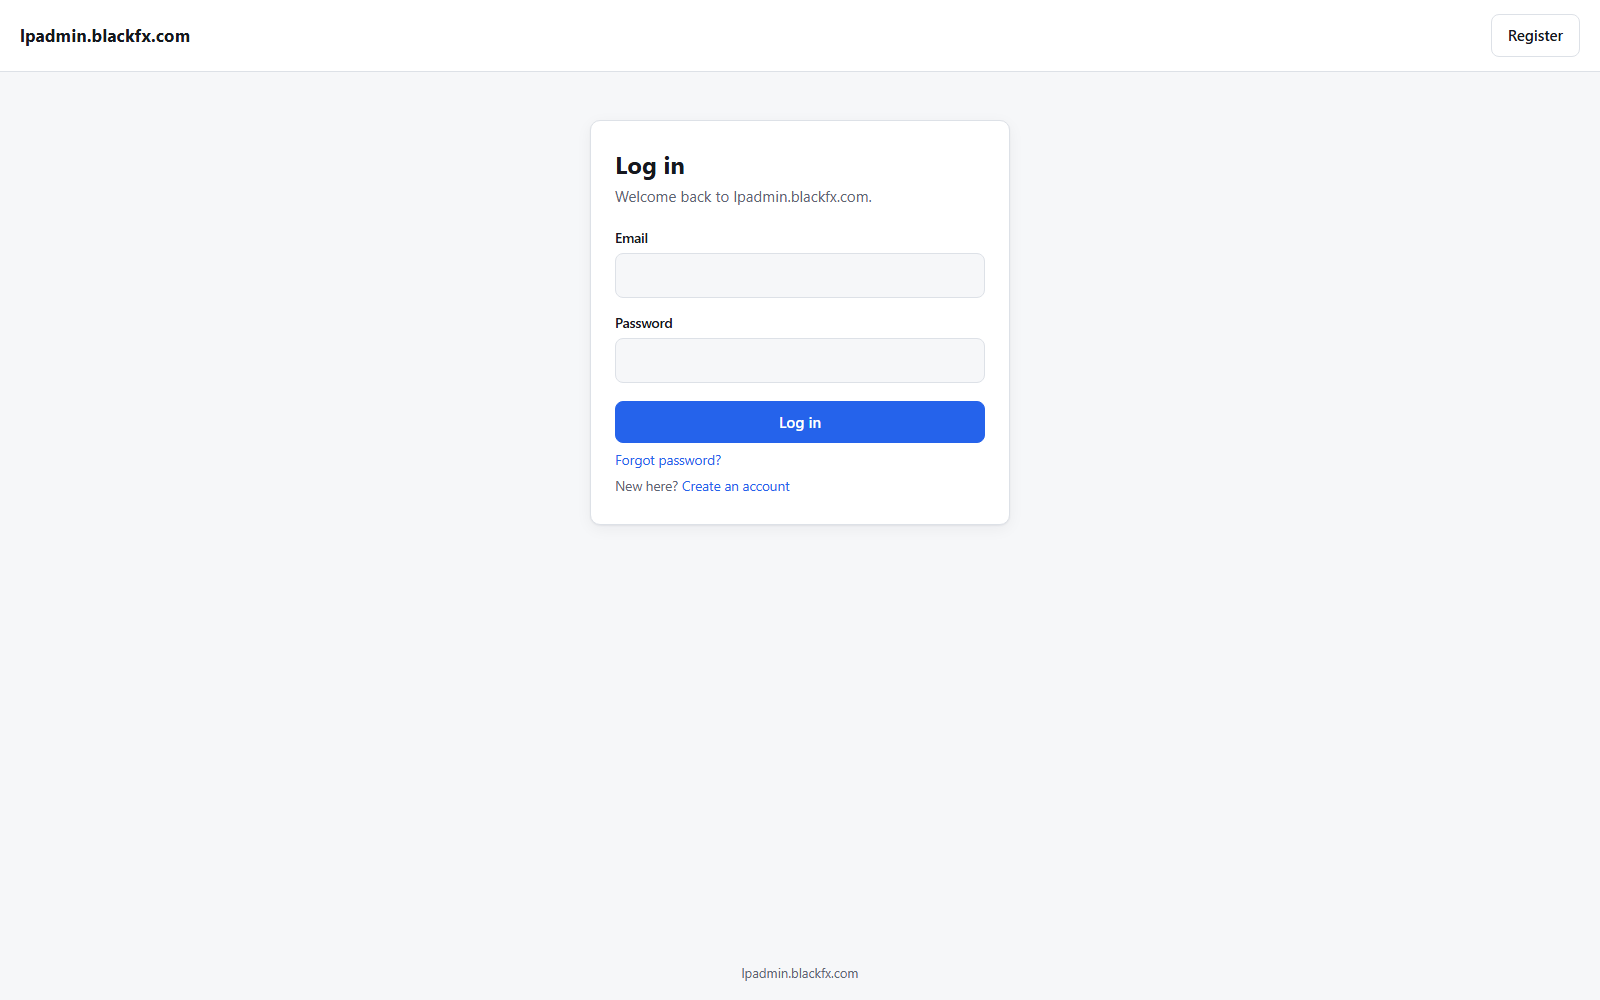 lpadmin.blackfx.com
Register
Log in
Welcome back to lpadmin.blackfx.com.
Email
Password
Log in
Forgot password?
New here? Create an account
lpadmin.blackfx.com